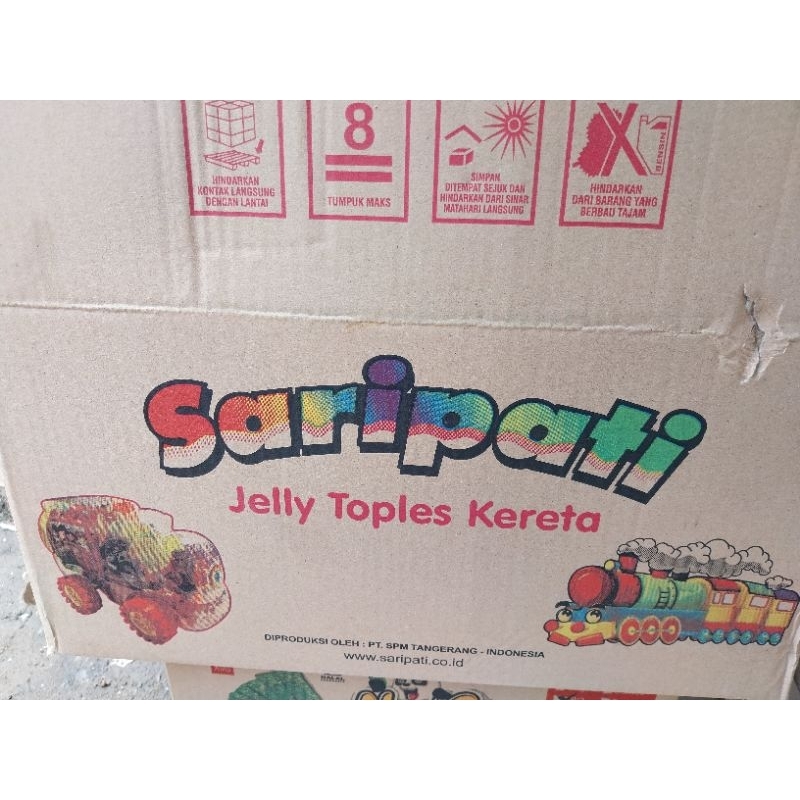 HINDARKAN
KONTAK LANGSUNG
DENGAN LANTAI
8
TUMPUK MAKS
SIMPAN
DITEMPAT SEJUK DAN
HINDARKAN DARI SINAR
MATAHARI LANGSUNG
BENSIN
HINDARKAN
DARI BARANG YANG
BERBAU TAJAM
Saripati
Jelly Toples Kereta
DIPRODUKSI OLEH : PT. SPM TANGERANG - INDONESIA
www.saripati.co.id